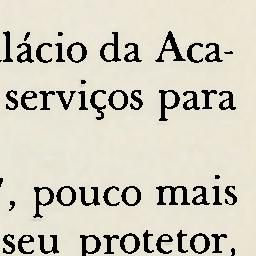 lácio da Aca-
serviços para
", pouco mais
seu protetor,